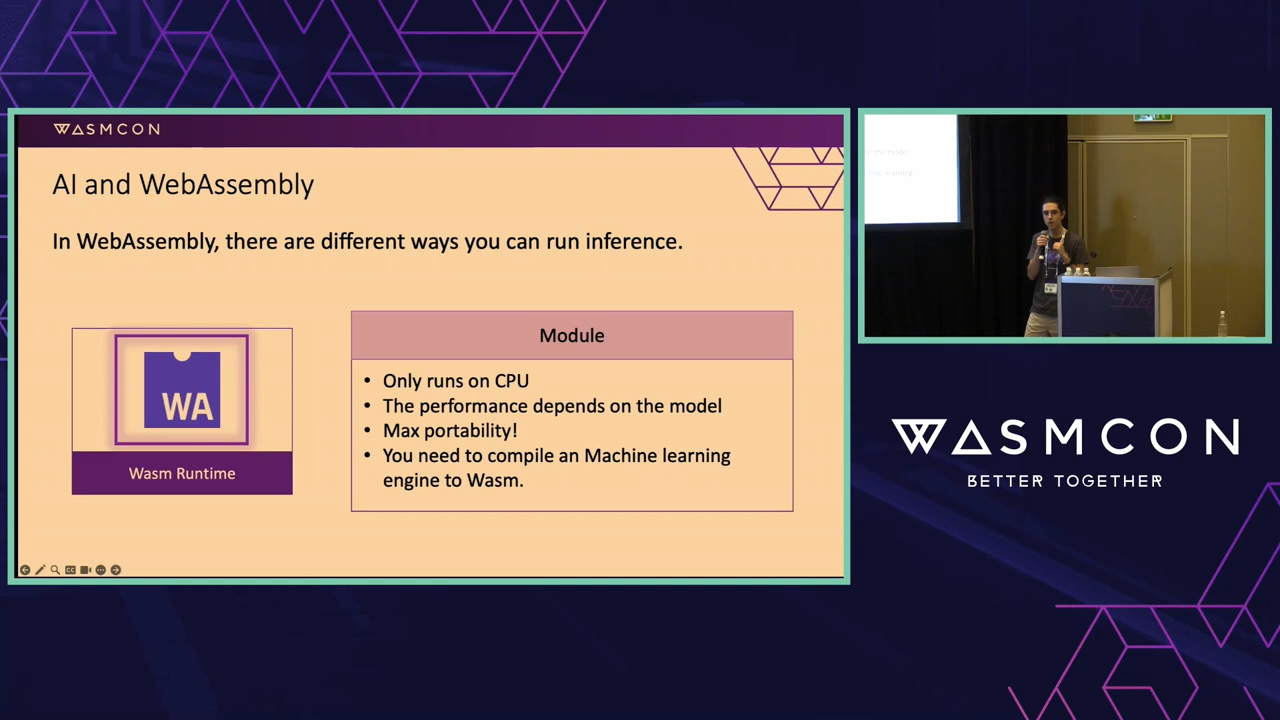 WASMCON
AI and WebAssembly
In WebAssembly, there are different ways you can run inference.
WA
Wasm Runtime
Module
• Only runs on CPU
• The performance depends on the model
• Max portability!
• You need to compile an Machine learning
engine to Wasm.
WASMCON
BETTER TOGETHER